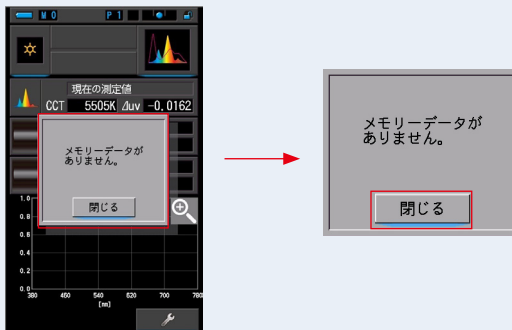 M 0 P 1
現在の測定値
CCT 5505K ⊿uv -0.0162
メモリーデータが
ありません。
閉じる
1.0
0.8
0.6
0.4
0.2
0.0
380 460 540 620 700 780
[nm]
メモリーデータが
ありません。
閉じる